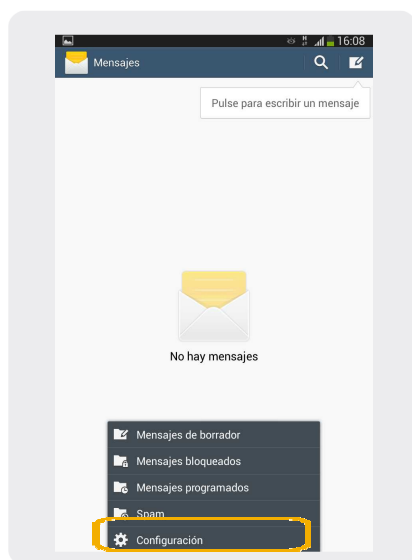 16:08
Mensajes
Pulse para escribir un mensaje
No hay mensajes
Mensajes de borrador
Mensajes bloqueados
Mensajes programados
Spam
Configuración